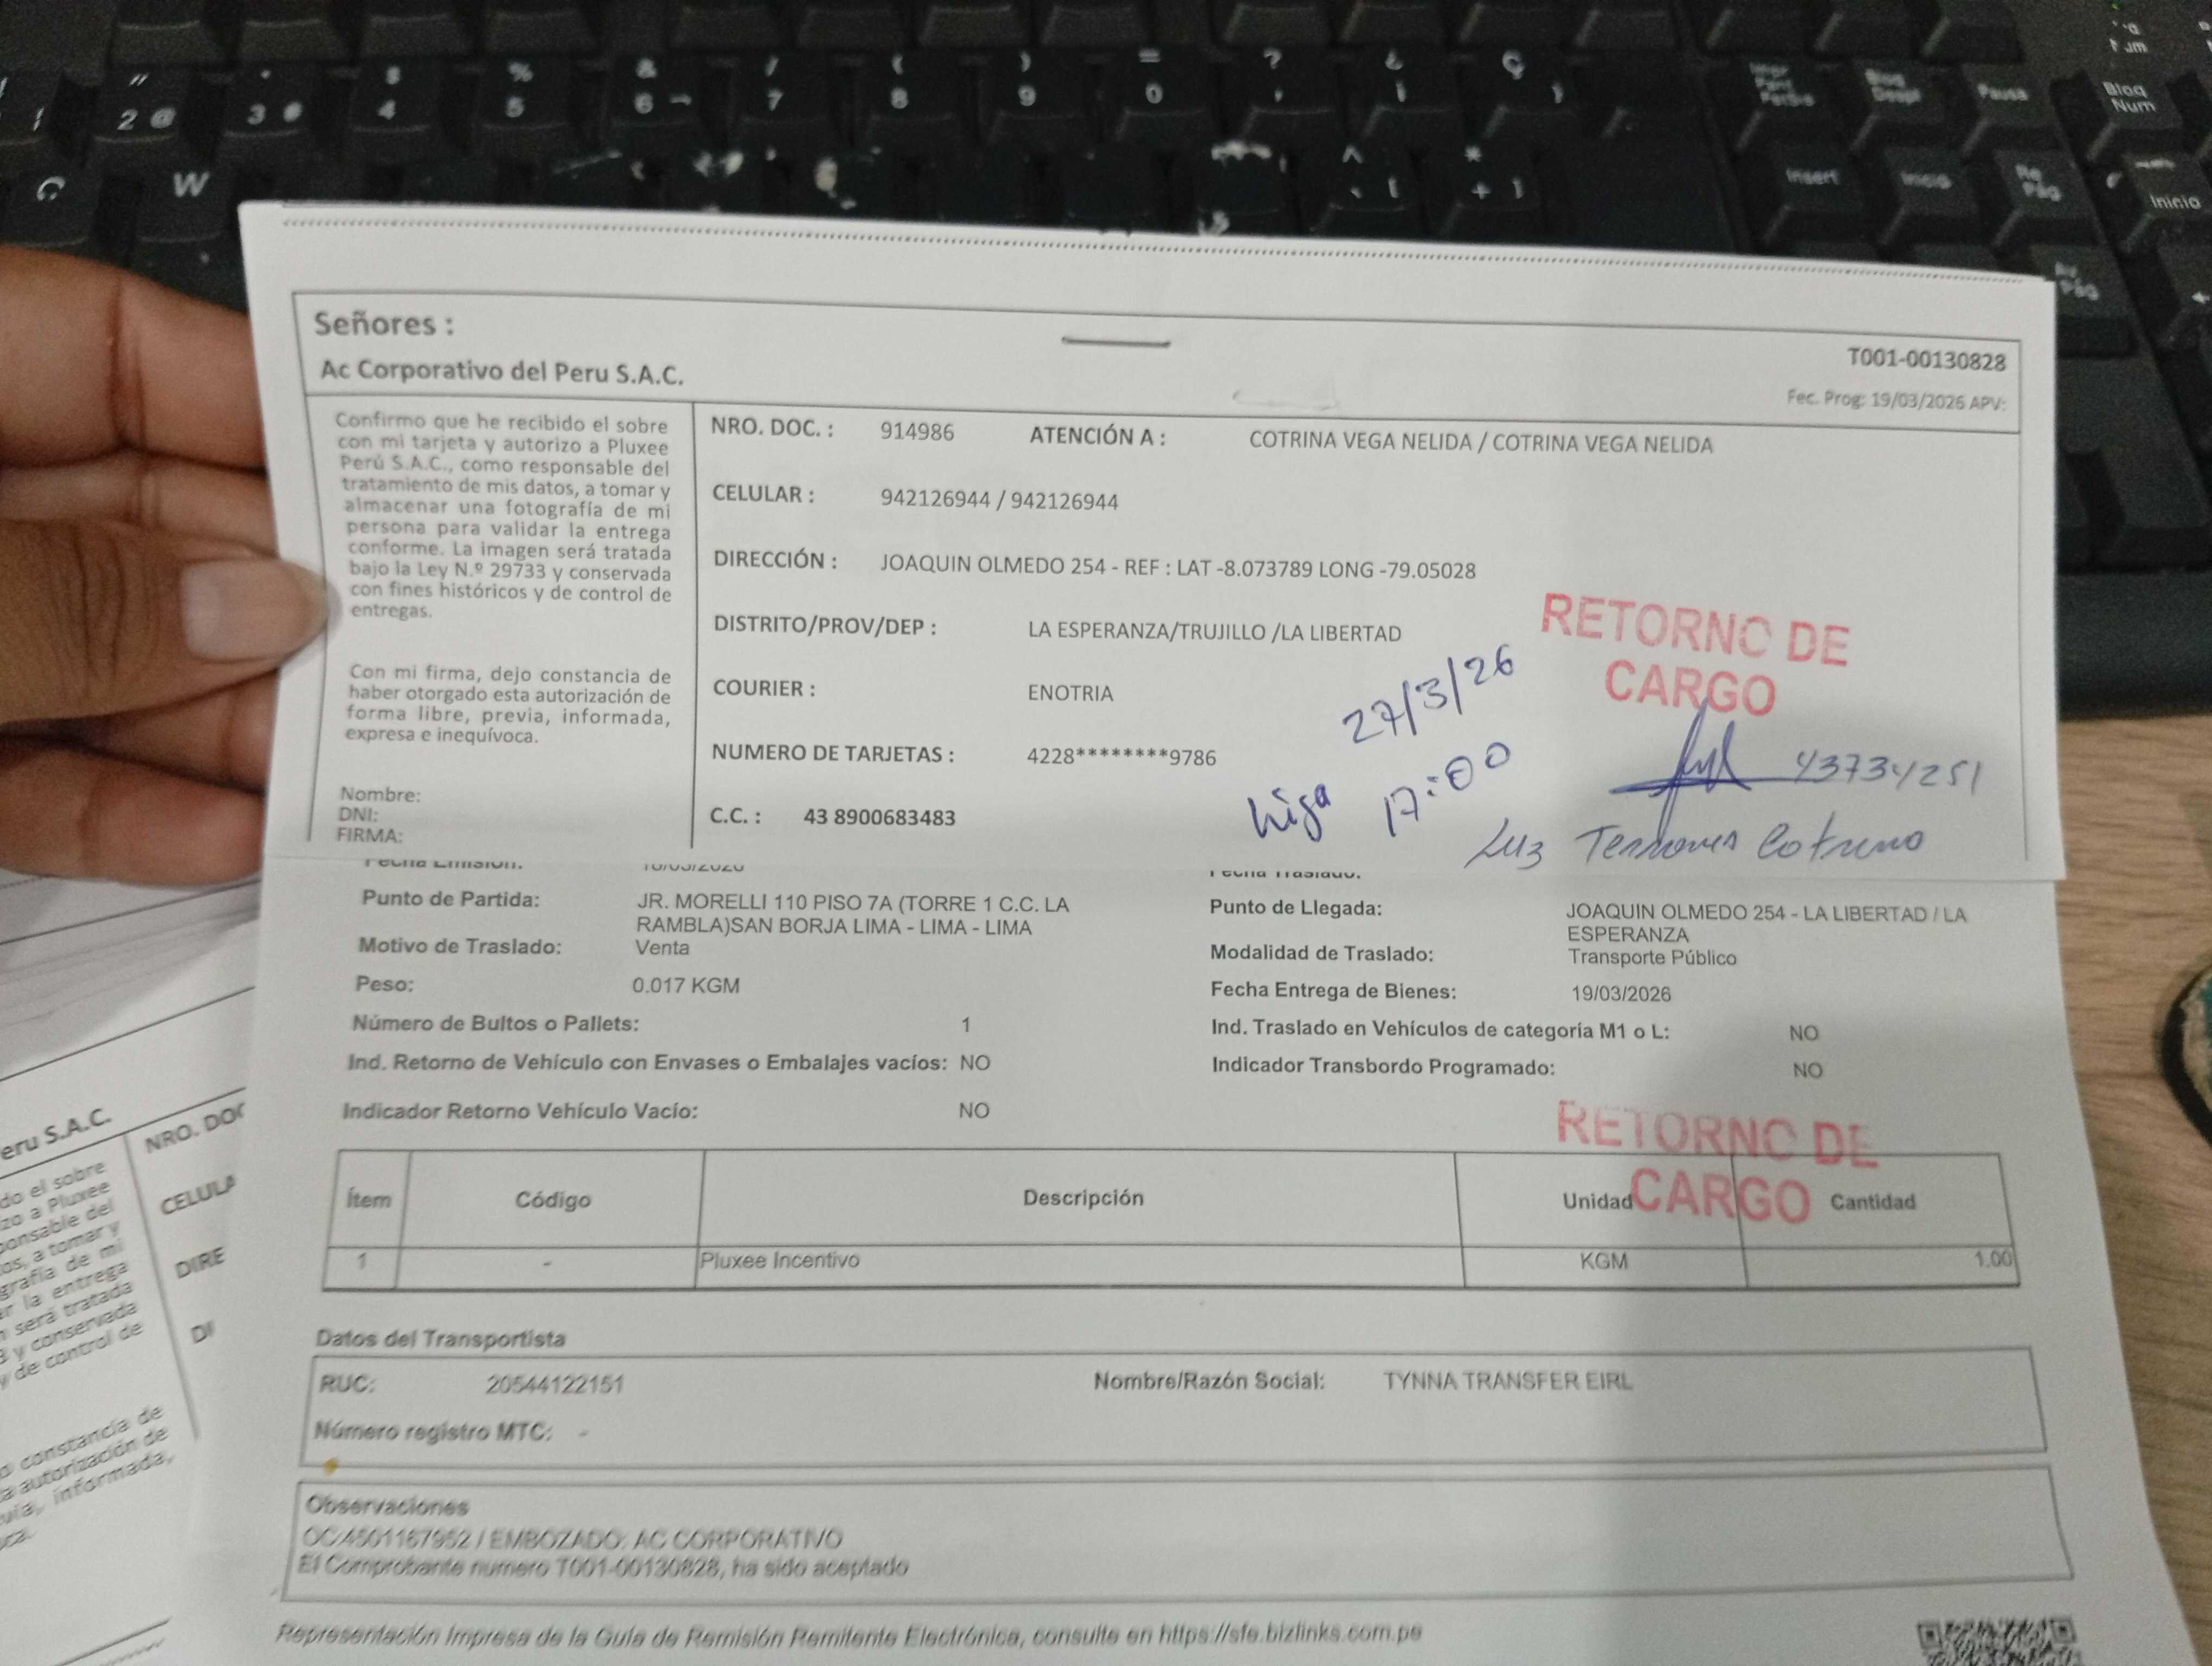 Señores :
Ac Corporativo del Peru S.A.C.
T001-00130828
Fec. Prog: 19/03/2026 APV:
Confirmo que he recibido el sobre
con mi tarjeta y autorizo a Pluxee
Perú S.A.C., como responsable del
tratamiento de mis datos, a tomar y
almacenar una fotografía de mi
persona para validar la entrega
conforme. La imagen será tratada
bajo la Ley N.º 29733 y conservada
con fines históricos y de control de
entregas.
Con mi firma, dejo constancia de
haber otorgado esta autorización de
forma libre, previa, informada,
expresa e inequívoca.
Nombre:
DNI:
FIRMA:
NRO. DOC. : 914986 ATENCIÓN A : COTRINA VEGA NELIDA / COTRINA VEGA NELIDA
CELULAR : 942126944 / 942126944
DIRECCIÓN : JOAQUIN OLMEDO 254 - REF : LAT -8.073789 LONG -79.05028
DISTRITO/PROV/DEP : LA ESPERANZA/TRUJILLO /LA LIBERTAD
COURIER : ENOTRIA
NUMERO DE TARJETAS : 4228********9786
C.C. : 43 8900683483
RETORNO DE
CARGO
27/3/26
17:00
hija
43734251
Luz Terrones Cotrina
Punto de Partida: JR. MORELLI 110 PISO 7A (TORRE 1 C.C. LA
RAMBLA)SAN BORJA LIMA - LIMA - LIMA
Motivo de Traslado: Venta
Peso: 0.017 KGM
Número de Bultos o Pallets: 1
Ind. Retorno de Vehículo con Envases o Embalajes vacíos: NO
Indicador Retorno Vehículo Vacío: NO
Punto de Llegada: JOAQUIN OLMEDO 254 - LA LIBERTAD / LA
ESPERANZA
Modalidad de Traslado: Transporte Público
Fecha Entrega de Bienes: 19/03/2026
Ind. Traslado en Vehículos de categoría M1 o L: NO
Indicador Transbordo Programado: NO
RETORNO DE
CARGO
Ítem Código Descripción Unidad Cantidad
1 - Pluxee Incentivo KGM 1.00
Datos del Transportista
RUC: 20544122151 Nombre/Razón Social: TYNNA TRANSFER EIRL
Número registro MTC: -
Observaciones
OC/4501167952 / EMBOZADO: AC CORPORATIVO
El Comprobante numero T001-00130828, ha sido aceptado
Representación Impresa de la Guía de Remisión Remitente Electrónica, consulte en https://sfe.bizlinks.com.pe